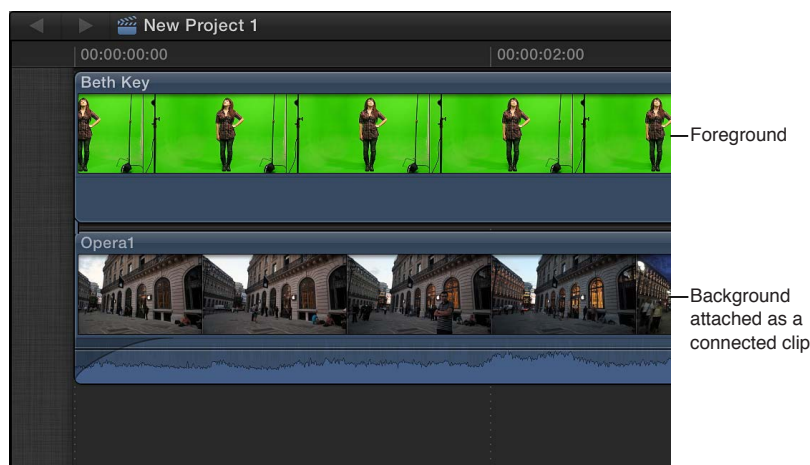 New Project 1
00:00:00:00
00:00:02:00
Beth Key
Foreground
Opera1
Background
attached as a
connected clip